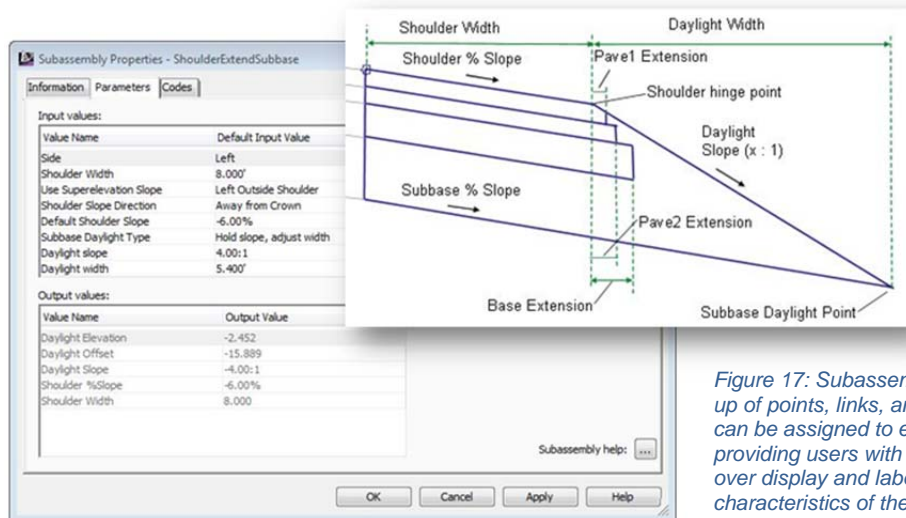 Subassembly Properties - ShoulderExtendSubbase
Information Parameters Codes
Input values:
Value Name Default Input Value
Side Left
Shoulder Width 8.000'
Use Superelevation Slope Left Outside Shoulder
Shoulder Slope Direction Away from Crown
Default Shoulder Slope -6.00%
Subbase Daylight Type Hold slope, adjust width
Daylight slope 4.00:1
Daylight width 5.400'
Output values:
Value Name Output Value
Daylight Elevation -2.452
Daylight Offset -15.889
Daylight Slope -4.00:1
Shoulder %Slope -6.00%
Shoulder Width 8.000
Subassembly help: ...
OK Cancel Apply Help
Shoulder Width Daylight Width
Shoulder % Slope Pave1 Extension
Shoulder hinge point
Daylight
Slope (x : 1)
Subbase % Slope
Pave2 Extension
Base Extension
Subbase Daylight Point
Figure 17: Subassem
up of points, links, a
can be assigned to e
providing users with
over display and labe
characteristics of the